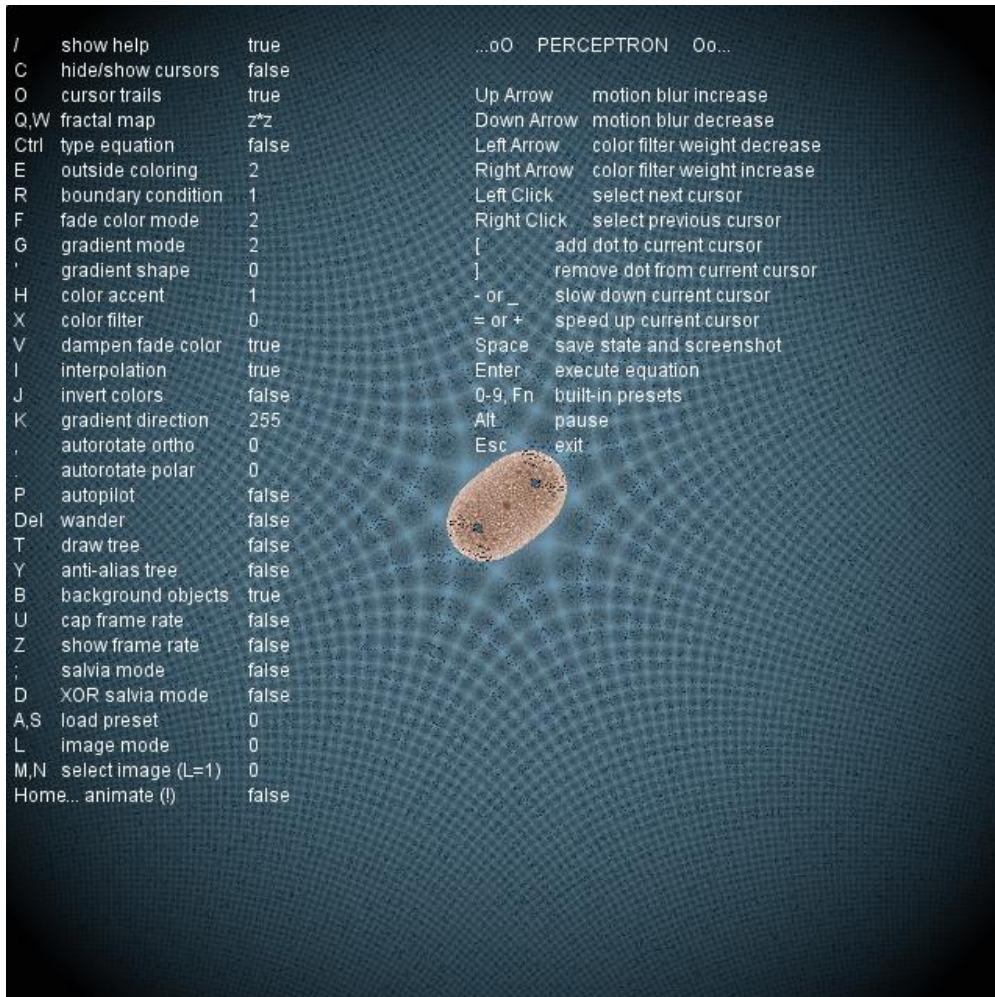 / show help true
C hide/show cursors false
O cursor trails true
Q,W fractal map z*z
Ctrl type equation false
E outside coloring 2
R boundary condition 1
F fade color mode 2
G gradient mode 2
' gradient shape 0
H color accent 1
X color filter 0
V dampen fade color true
I interpolation true
J invert colors false
K gradient direction 255
, autorotate ortho 0
. autorotate polar 0
P autopilot false
Del wander false
T draw tree false
Y anti-alias tree false
B background objects true
U cap frame rate false
Z show frame rate false
; salvia mode false
D XOR salvia mode false
A,S load preset 0
L image mode 0
M,N select image (L=1) 0
Home... animate (!) false
...oO PERCEPTRON Oo...
Up Arrow motion blur increase
Down Arrow motion blur decrease
Left Arrow color filter weight decrease
Right Arrow color filter weight increase
Left Click select next cursor
Right Click select previous cursor
[ add dot to current cursor
] remove dot from current cursor
- or _ slow down current cursor
= or + speed up current cursor
Space save state and screenshot
Enter execute equation
0-9, Fn built-in presets
Alt pause
Esc exit